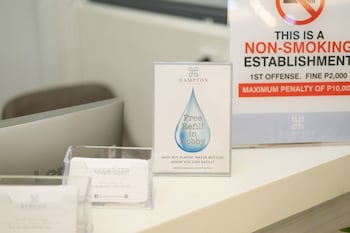 THIS IS A
NON-SMOKING
ESTABLISHMENT
1ST OFFENSE. FINE P2,000
MAXIMUM PENALTY OF P10,00
HAMPTON
Free
Refill
in
Lobby
WHY BUY PLASTIC WATER BOTTLES
WHEN YOU CAN REFILL?